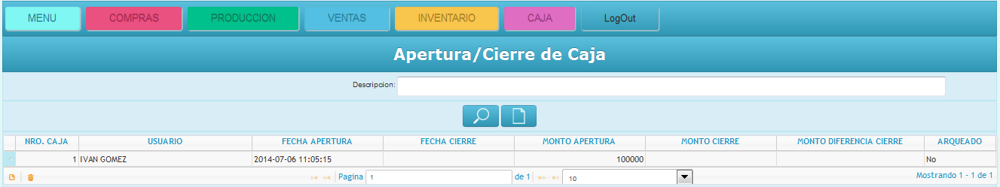 MENU COMPRAS PRODUCCION VENTAS INVENTARIO CAJA LogOut
Apertura/Cierre de Caja
Descripcion:
NRO. CAJA USUARIO FECHA APERTURA FECHA CIERRE MONTO APERTURA MONTO CIERRE MONTO DIFERENCIA CIERRE ARQUEADO
1 IVAN GOMEZ 2014-07-06 11:05:15 100000 No
Pagina 1 de 1 10 Mostrando 1 - 1 de 1